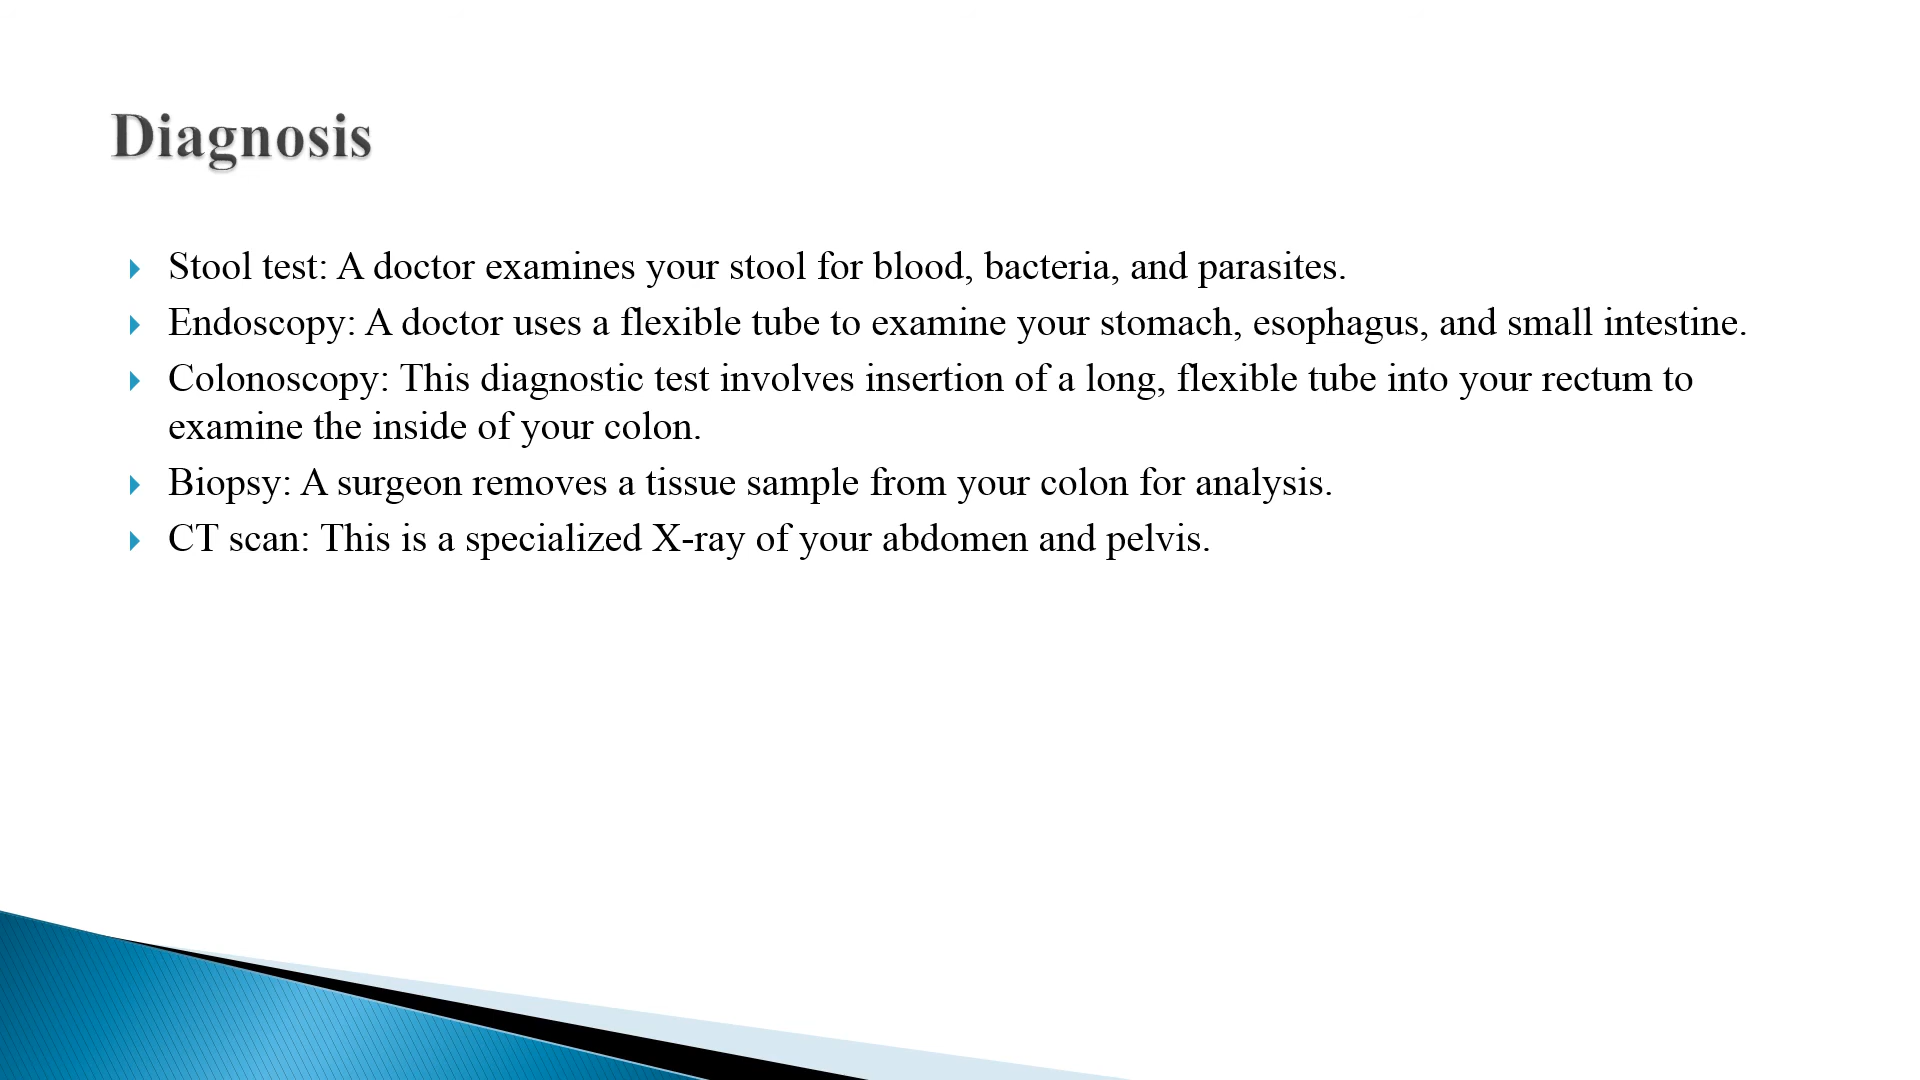 Diagnosis
Stool test: A doctor examines your stool for blood, bacteria, and parasites.
Endoscopy: A doctor uses a flexible tube to examine your stomach, esophagus, and small intestine.
Colonoscopy: This diagnostic test involves insertion of a long, flexible tube into your rectum to
examine the inside of your colon.
Biopsy: A surgeon removes a tissue sample from your colon for analysis.
CT scan: This is a specialized X-ray of your abdomen and pelvis.